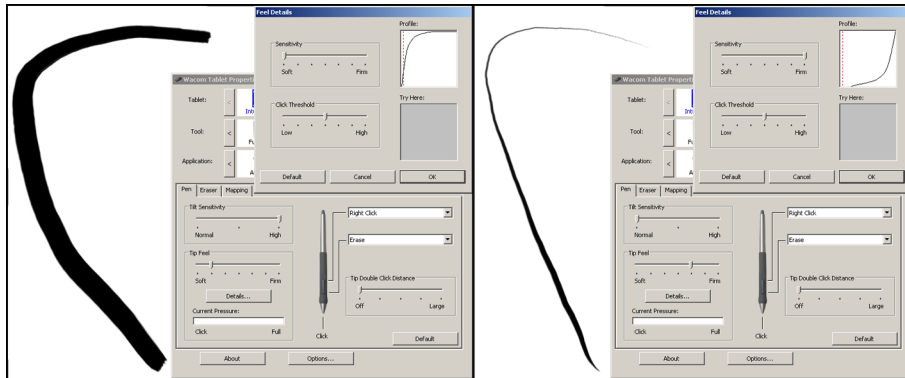 Feel Details
Profile:
Sensitivity
Soft Firm
Wacom Tablet Properti
Tablet:
Try Here:
Click Threshold
Low High
Tool:
Application:
Default Cancel OK
Pen Eraser Mapping
Tilt Sensitivity
Normal High
Right Click
Erase
Tip Feel
Soft Firm
Details...
Tip Double Click Distance
Off Large
Current Pressure:
Click Full
Click
Default
About Options...
Feel Details
Profile:
Sensitivity
Soft Firm
Wacom Tablet Properti
Tablet:
Try Here:
Click Threshold
Low High
Tool:
Application:
Default Cancel OK
Pen Eraser Mapping
Tilt Sensitivity
Normal High
Right Click
Erase
Tip Feel
Soft Firm
Details...
Tip Double Click Distance
Off Large
Current Pressure:
Click Full
Click
Default
About Options...